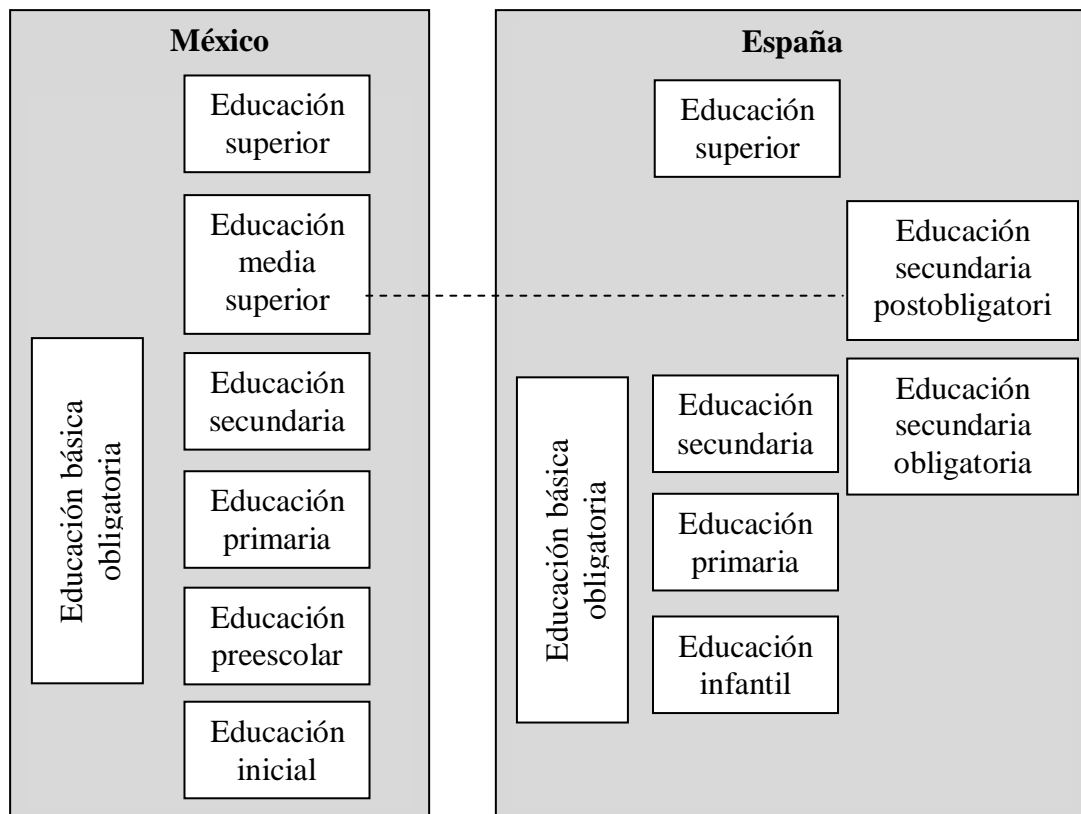 México
Educación
superior
Educación
media
superior
Educación
secundaria
Educación
primaria
Educación
preescolar
Educación
inicial
Educación básica
obligatoria
España
Educación
superior
Educación
secundaria
postobligatori
Educación
secundaria
Educación
secundaria
obligatoria
Educación
primaria
Educación
infantil
Educación básica
obligatoria